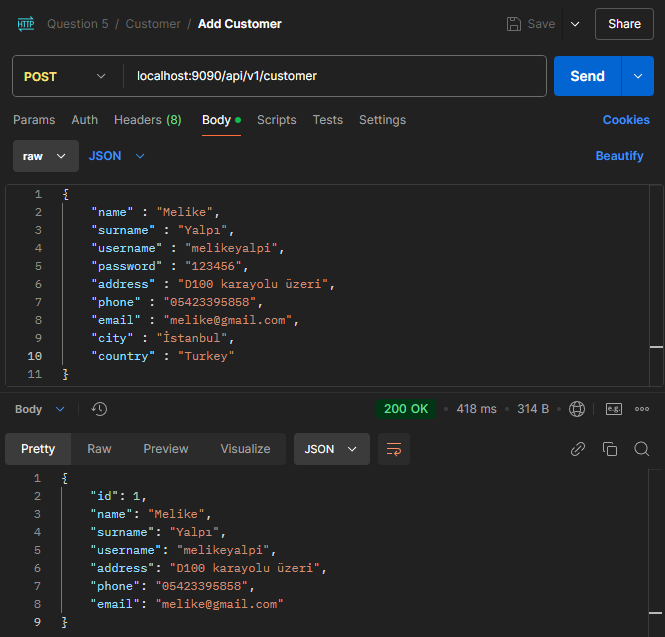 HTTP Question 5 / Customer / Add Customer Save Share
POST localhost:9090/api/v1/customer Send
Params Auth Headers (8) Body Scripts Tests Settings Cookies
raw JSON Beautify
1 {
2 "name" : "Melike",
3 "surname" : "Yalpı",
4 "username" : "melikeyalpi",
5 "password" : "123456",
6 "address" : "D100 karayolu üzeri",
7 "phone" : "05423395858",
8 "email" : "melike@gmail.com",
9 "city" : "İstanbul",
10 "country" : "Turkey"
11 }
Body 200 OK • 418 ms • 314 B • e.g.
Pretty Raw Preview Visualize JSON
1 {
2 "id": 1,
3 "name": "Melike",
4 "surname": "Yalpı",
5 "username": "melikeyalpi",
6 "address": "D100 karayolu üzeri",
7 "phone": "05423395858",
8 "email": "melike@gmail.com"
9 }